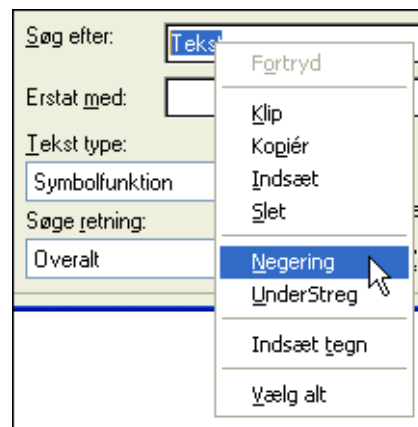 Søg efter:
Tekst
Erstat med:
Tekst type:
Symbolfunktion
Søge retning:
Overalt
Fortryd
Klip
Kopiér
Indsæt
Slet
Negering
UnderStreg
Indsæt tegn
Vælg alt